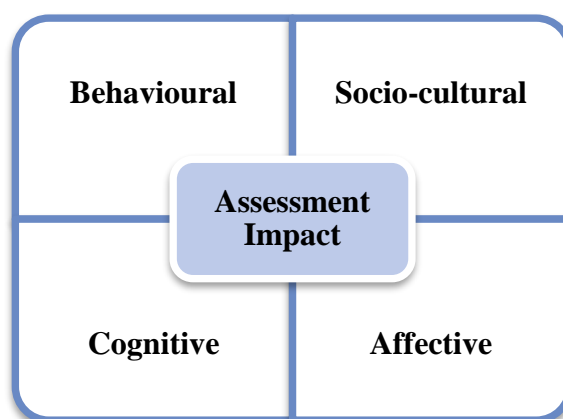 Behavioural
Socio-cultural
Assessment
Impact
Cognitive
Affective